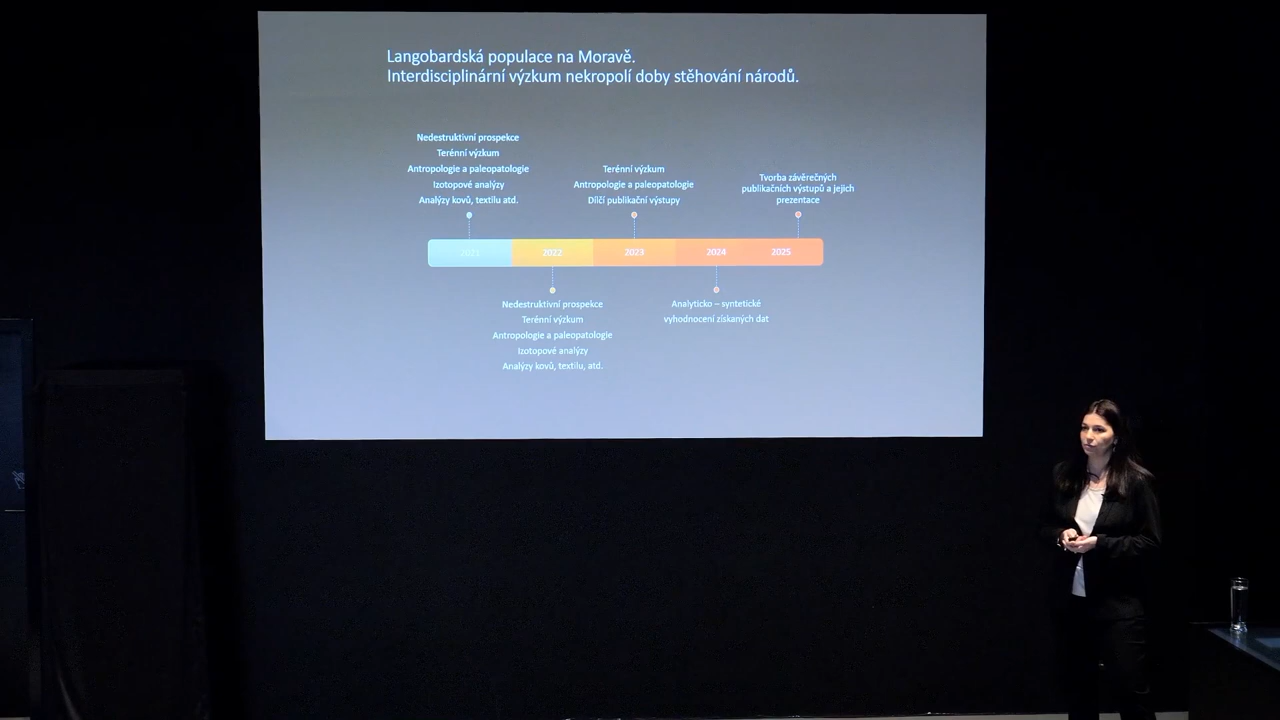 Langobardská populace na Moravě.
Interdisciplinární výzkum nekropolí doby stěhování národů.
Nedestruktivní prospekce
Terénní výzkum
Antropologie a paleopatologie
Izotopové analýzy
Analýzy kovů, textilu atd.
Terénní výzkum
Antropologie a paleopatologie
Dílčí publikační výstupy
Tvorba závěrečných
publikačních výstupů a jejich
prezentace
2021
2022
2023
2024
2025
Nedestruktivní prospekce
Terénní výzkum
Antropologie a paleopatologie
Izotopové analýzy
Analýzy kovů, textilu, atd.
Analyticko – syntetické
vyhodnocení získaných dat